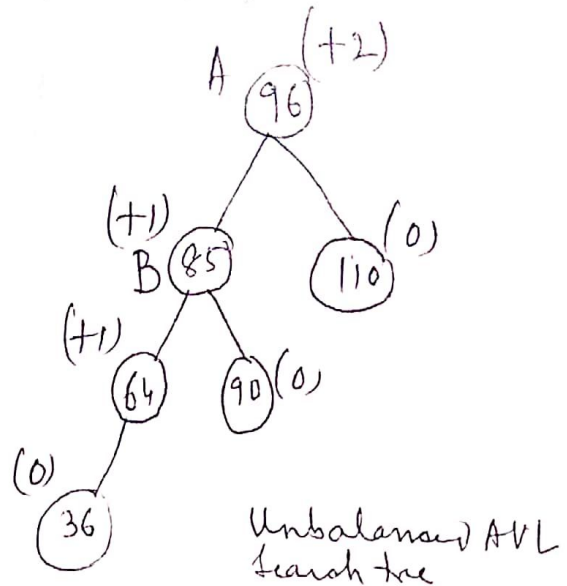 (+2)
A
96
(+1)
(0)
B 85
110
(+1)
64
90 (0)
(0)
36
Unbalanced AVL
Search tree